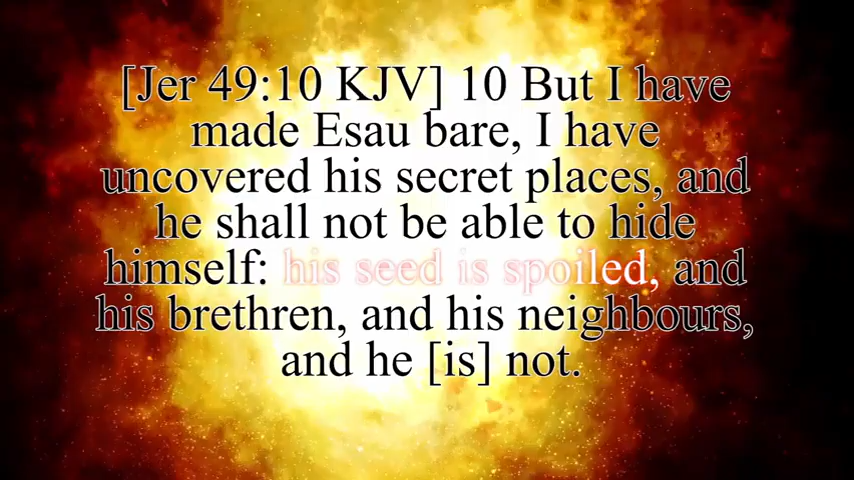 [Jer 49:10 KJV] 10 But I have
made Esau bare, I have
uncovered his secret places, and
he shall not be able to hide
himself: his seed is spoiled, and
his brethren, and his neighbours,
and he [is] not.